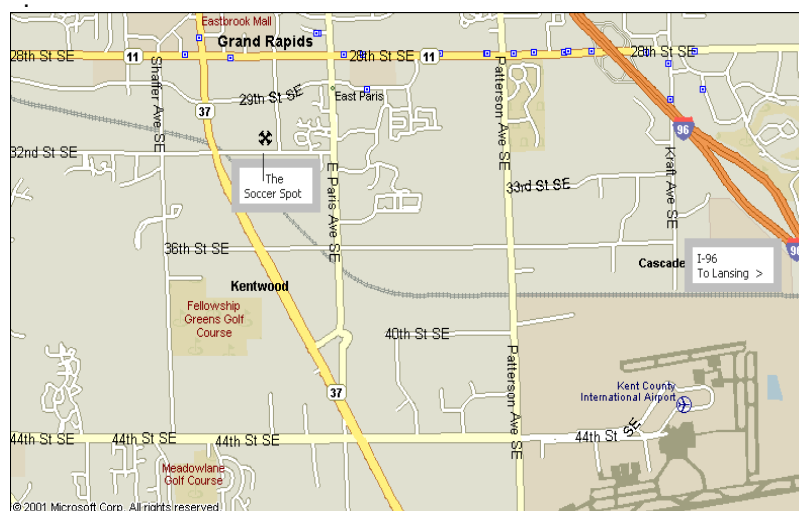 Eastbrook Mall
Grand Rapids
28th St SE
11
29th St SE
11
28th St SE
Shaffer Ave SE
29th St SE
East Paris
Patterson Ave SE
37
96
32nd St SE
The
Soccer Spot
E Paris Ave SE
33rd St SE
Kraft Ave SE
36th St SE
96
I-96
To Lansing >
Cascade
Kentwood
Fellowship
Greens Golf
Course
40th St SE
Patterson Ave SE
37
Kent County
International Airport
44th St SE
44th St SE
44th St SE
44th St SE
Meadowlane
Golf Course
© 2001 Microsoft Corp. All rights reserved